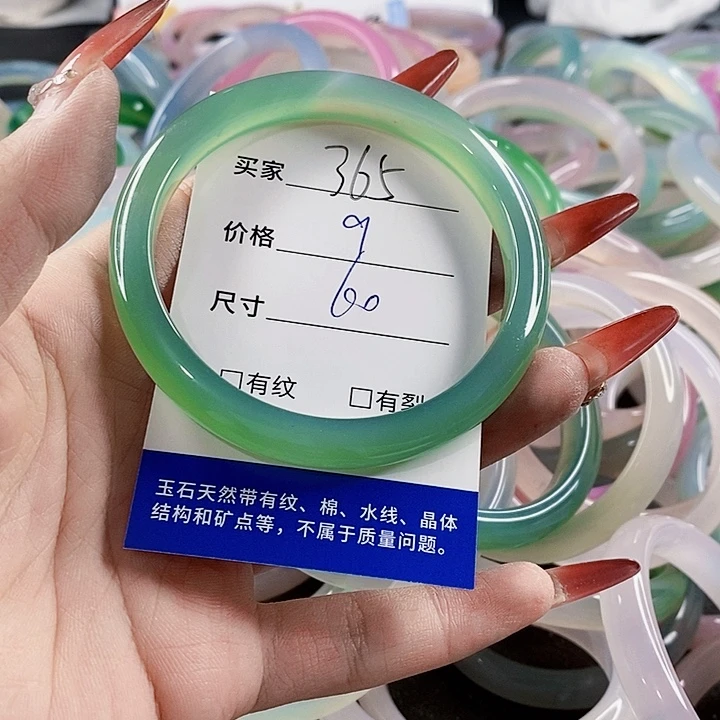 买家 365
价格 9
尺寸 60
□有纹 □有裂
玉石天然带有纹、棉、水线、晶体
结构和矿点等，不属于质量问题。